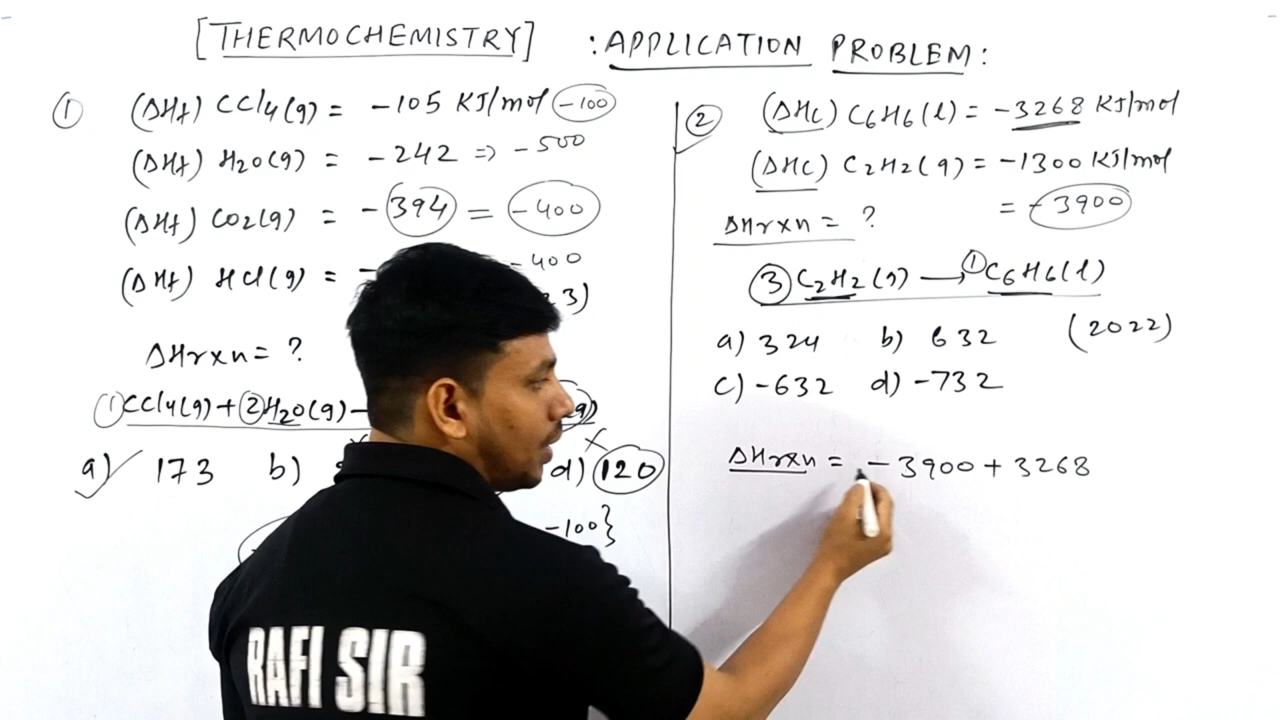 [THERMOCHEMISTRY] : APPLICATION PROBLEM:
① (ΔHf) CCl4(g) = -105 KJ/mol -100
(ΔHf) H2O(g) = -242 => -500
(ΔHf) CO2(g) = -394 = -400
(ΔHf) HCl(g) = - -400
3)
ΔHrxn = ?
① CCl4(g) + ② H2O(g) - g)
a) 173 b) d) 120
-100}
② (ΔHc) C6H6(l) = -3268 KJ/mol
(ΔHc) C2H2(g) = -1300 KJ/mol
= -3900
ΔHrxn = ?
③ C2H2(g) → ① C6H6(l)
a) 324 b) 632 (2022)
c) -632 d) -732
ΔHrxn = -3900 + 3268
RAFI SIR